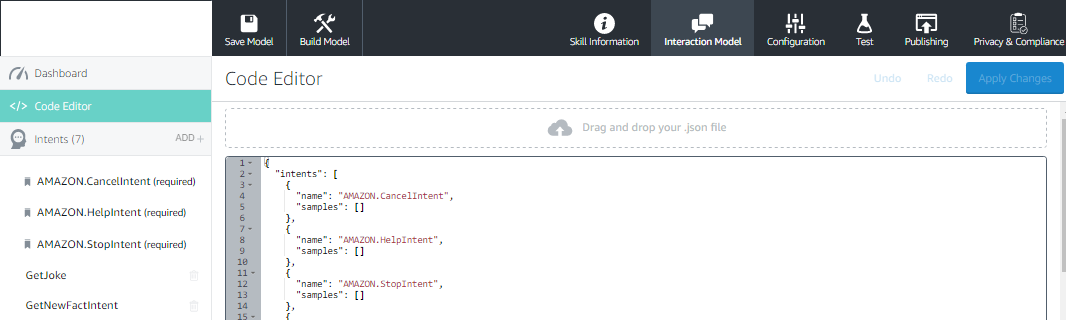 Save Model
Build Model
Skill Information
Interaction Model
Configuration
Test
Publishing
Privacy & Compliance
Dashboard
</> Code Editor
Intents (7) ADD +
AMAZON.CancelIntent (required)
AMAZON.HelpIntent (required)
AMAZON.StopIntent (required)
GetJoke
GetNewFactIntent
Code Editor
Undo
Redo
Apply Changes
Drag and drop your .json file
1 {
2 "intents": [
3 {
4 "name": "AMAZON.CancelIntent",
5 "samples": []
6 },
7 {
8 "name": "AMAZON.HelpIntent",
9 "samples": []
10 },
11 {
12 "name": "AMAZON.StopIntent",
13 "samples": []
14 },
15 {